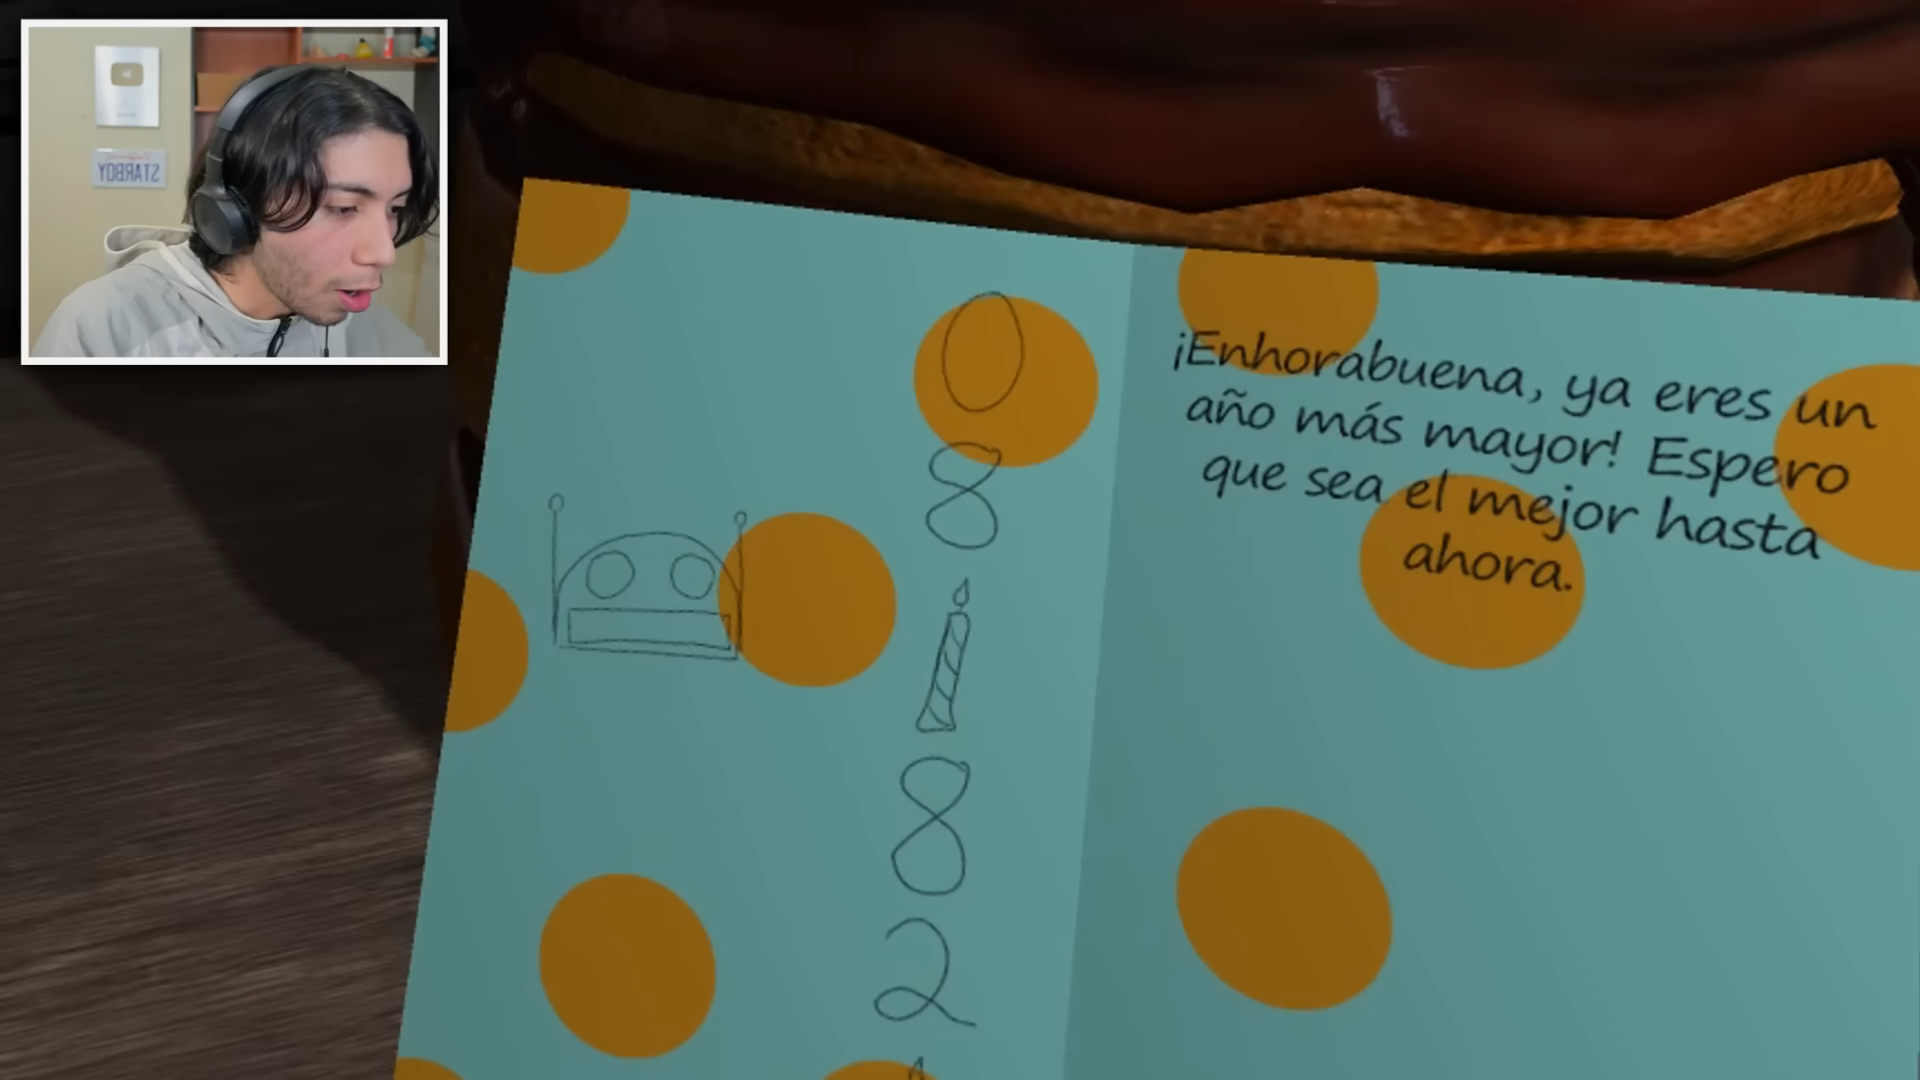 STARBOY
0
8
8
2
¡Enhorabuena, ya eres un
año más mayor! Espero
que sea el mejor hasta
ahora.